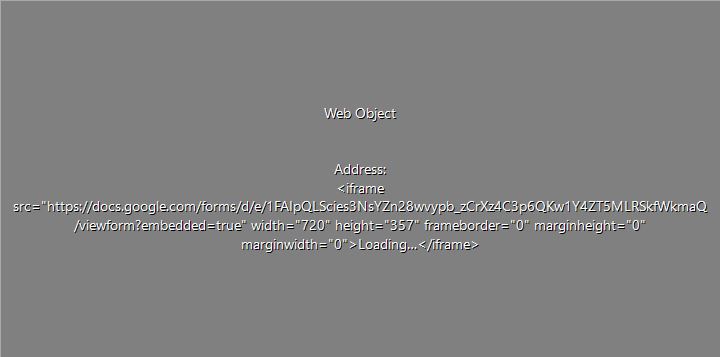 Web Object
Address:
<iframe
src="https://docs.google.com/forms/d/e/1FAIpQLScies3NsYZn28wvypb_zCrXz4C3p6QKw1Y4ZT5MLRSkfWkmaQ
/viewform?embedded=true" width="720" height="357" frameborder="0" marginheight="0"
marginwidth="0">Loading...</iframe>